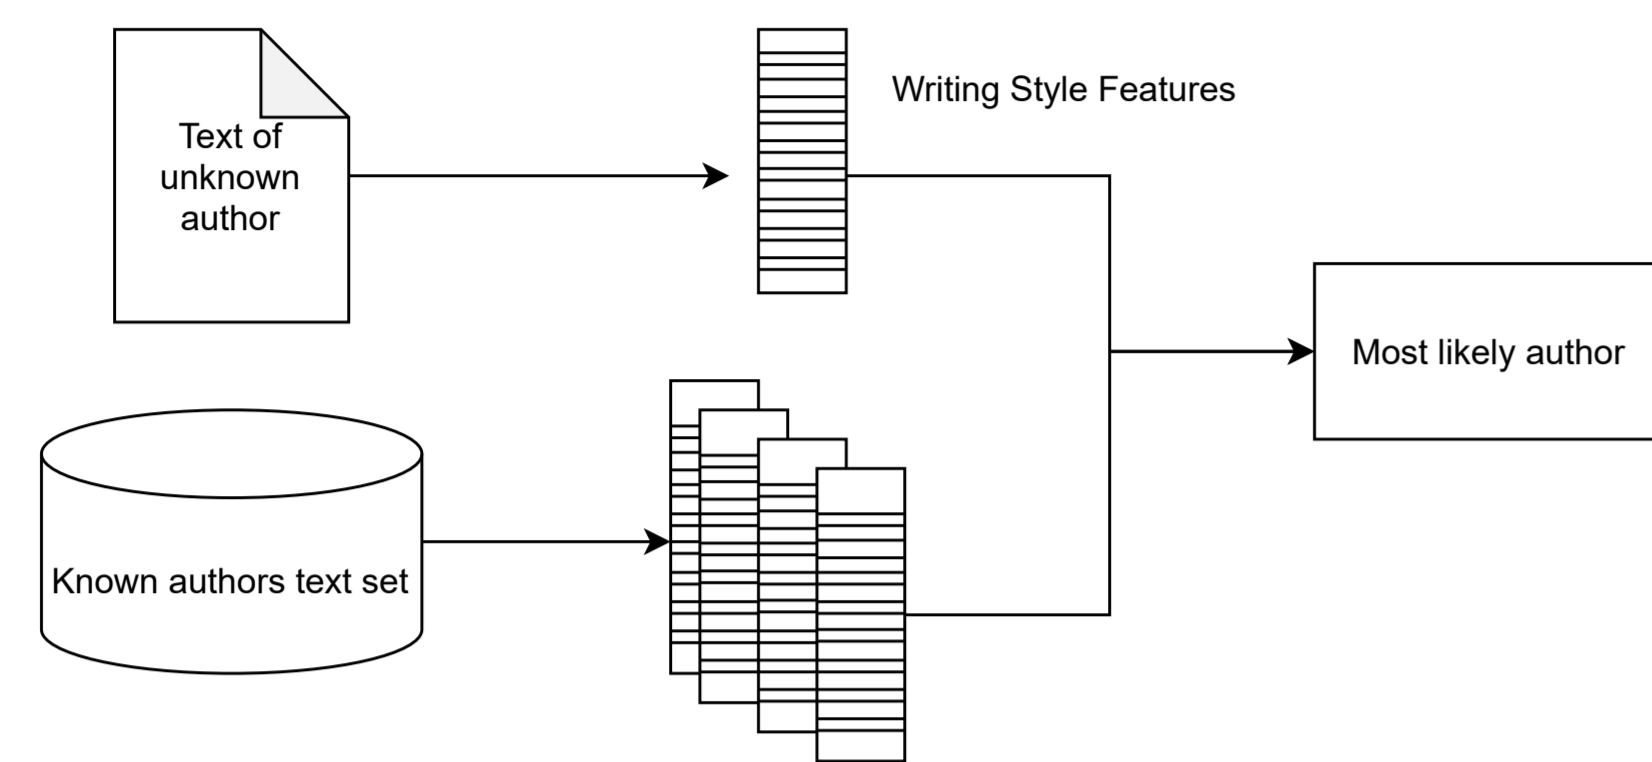 Text of
unknown
author
Writing Style Features
Most likely author
Known authors text set